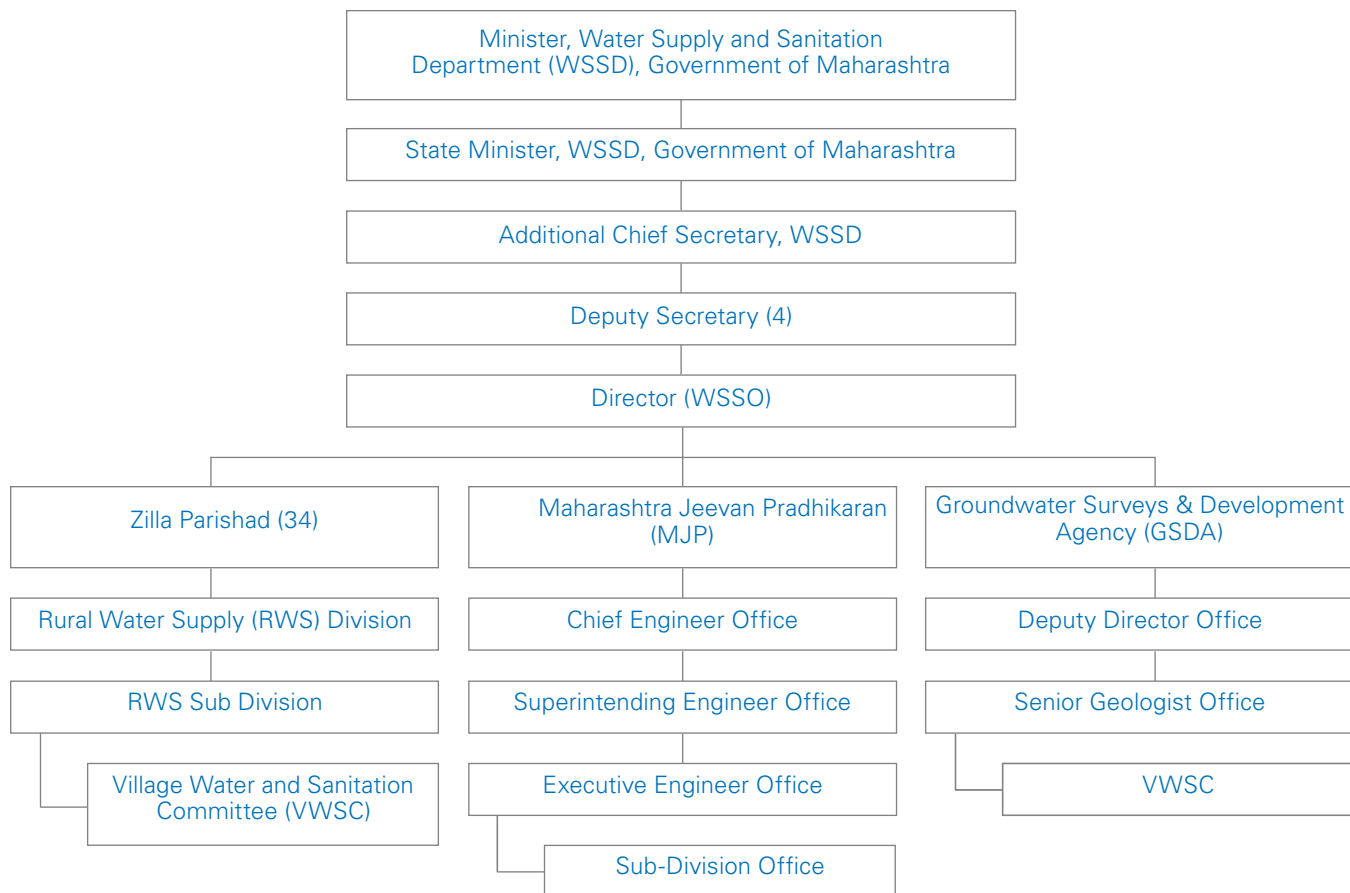 Minister, Water Supply and Sanitation
Department (WSSD), Government of Maharashtra
State Minister, WSSD, Government of Maharashtra
Additional Chief Secretary, WSSD
Deputy Secretary (4)
Director (WSSO)
Zilla Parishad (34)
Maharashtra Jeevan Pradhikaran
(MJP)
Groundwater Surveys & Development
Agency (GSDA)
Rural Water Supply (RWS) Division
Chief Engineer Office
Deputy Director Office
RWS Sub Division
Superintending Engineer Office
Senior Geologist Office
Village Water and Sanitation
Committee (VWSC)
Executive Engineer Office
VWSC
Sub-Division Office